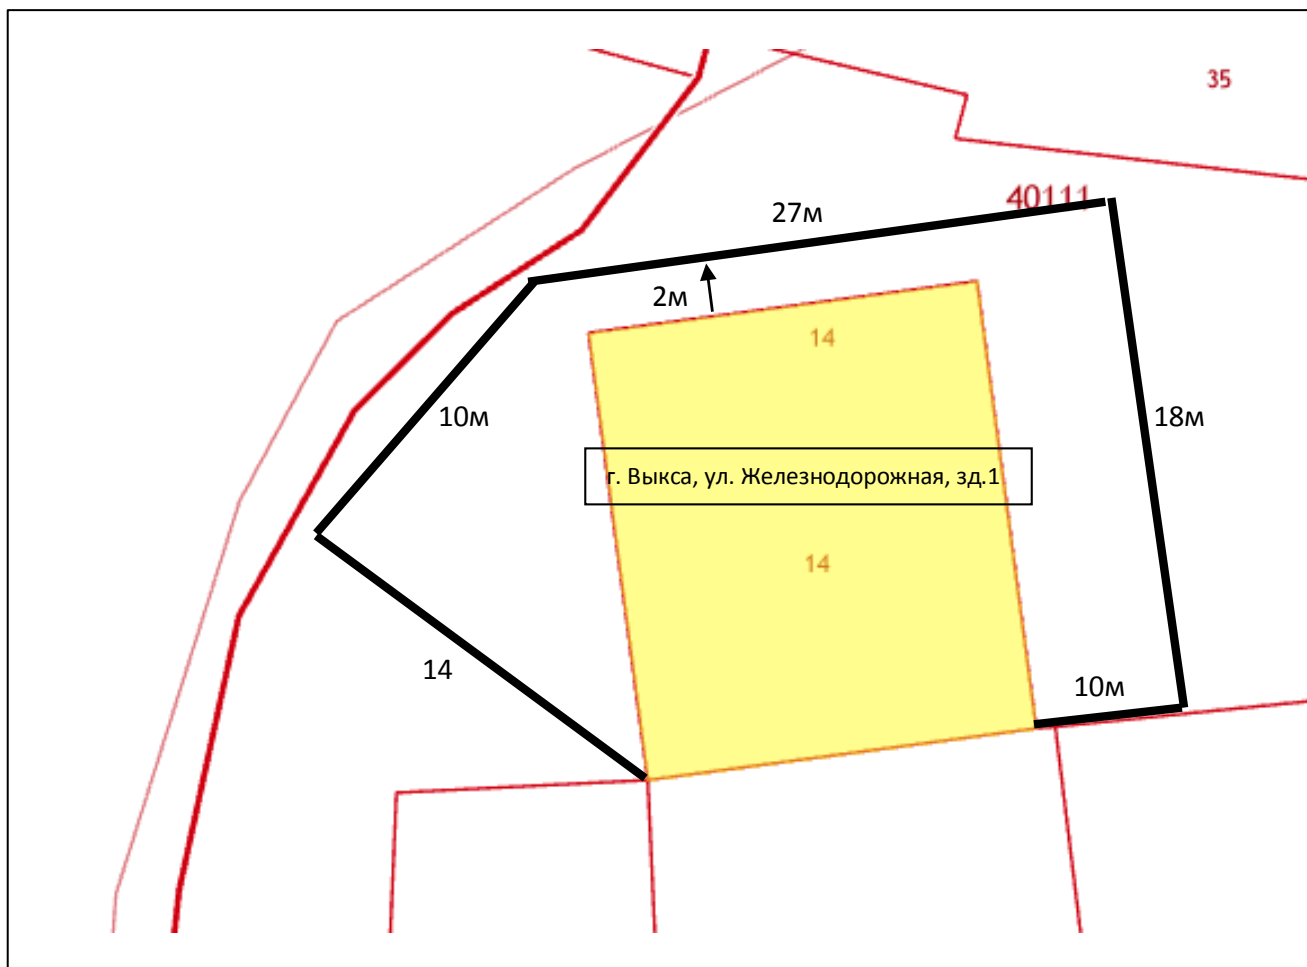 35
40111
27м
2м
14
10м
18м
г. Выкса, ул. Железнодорожная, зд.1
14
14
10м